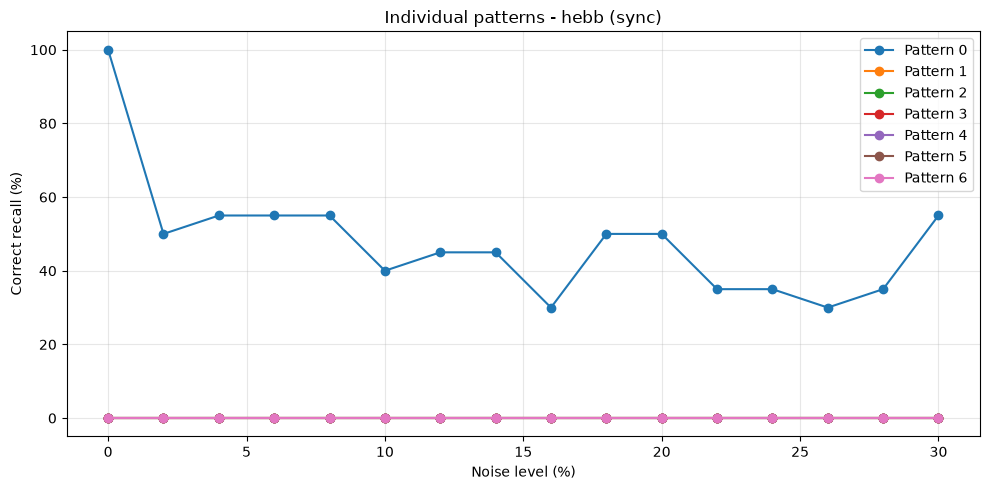 Individual patterns - hebb (sync)
Correct recall (%)
100
80
60
40
20
0
0 5 10 15 20 25 30
Noise level (%)
Pattern 0
Pattern 1
Pattern 2
Pattern 3
Pattern 4
Pattern 5
Pattern 6